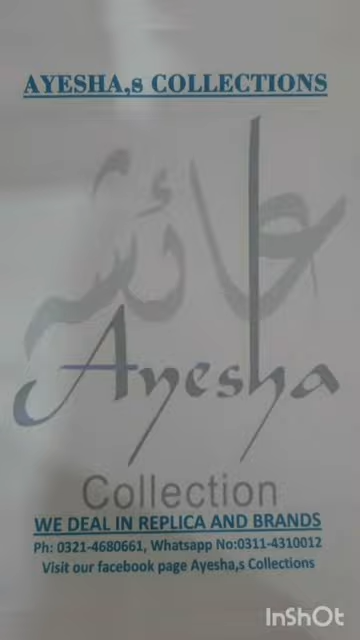 AYESHA,s COLLECTIONS
عائشہ
Ayesha
Collection
WE DEAL IN REPLICA AND BRANDS
Ph: 0321-4680661, Whatsapp No:0311-4310012
Visit our facebook page Ayesha,s Collections
InShOt